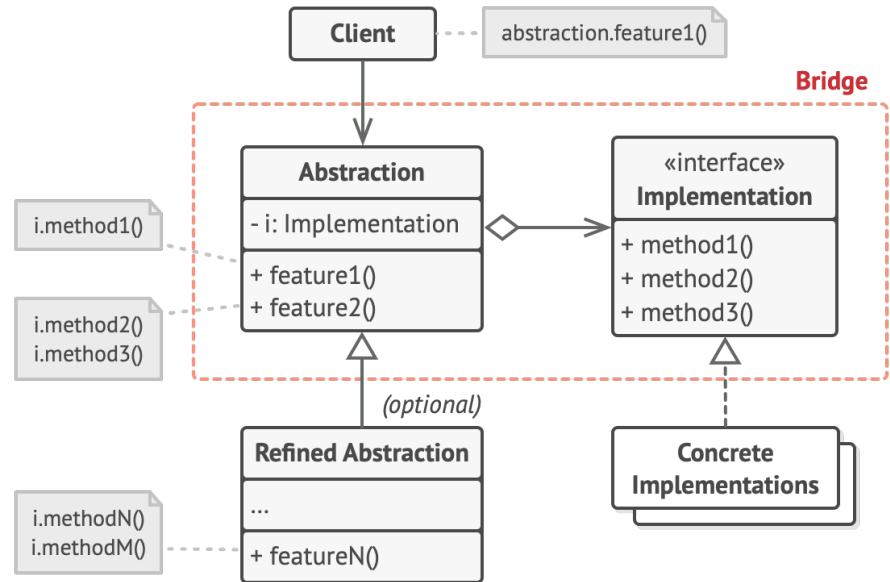 Client
abstraction.feature1()
Bridge
Abstraction
- i: Implementation
+ feature1()
+ feature2()
«interface»
Implementation
+ method1()
+ method2()
+ method3()
i.method1()
i.method2()
i.method3()
(optional)
Refined Abstraction
...
+ featureN()
Concrete
Implementations
i.methodN()
i.methodM()